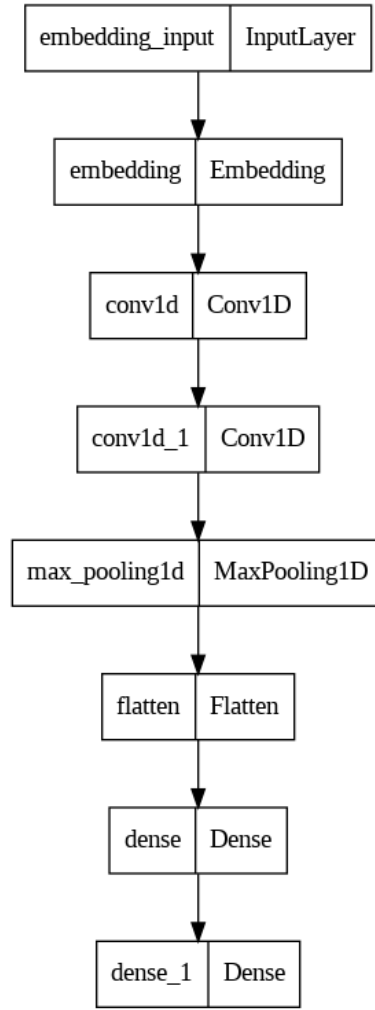 embedding_input InputLayer
embedding Embedding
conv1d Conv1D
conv1d_1 Conv1D
max_pooling1d MaxPooling1D
flatten Flatten
dense Dense
dense_1 Dense